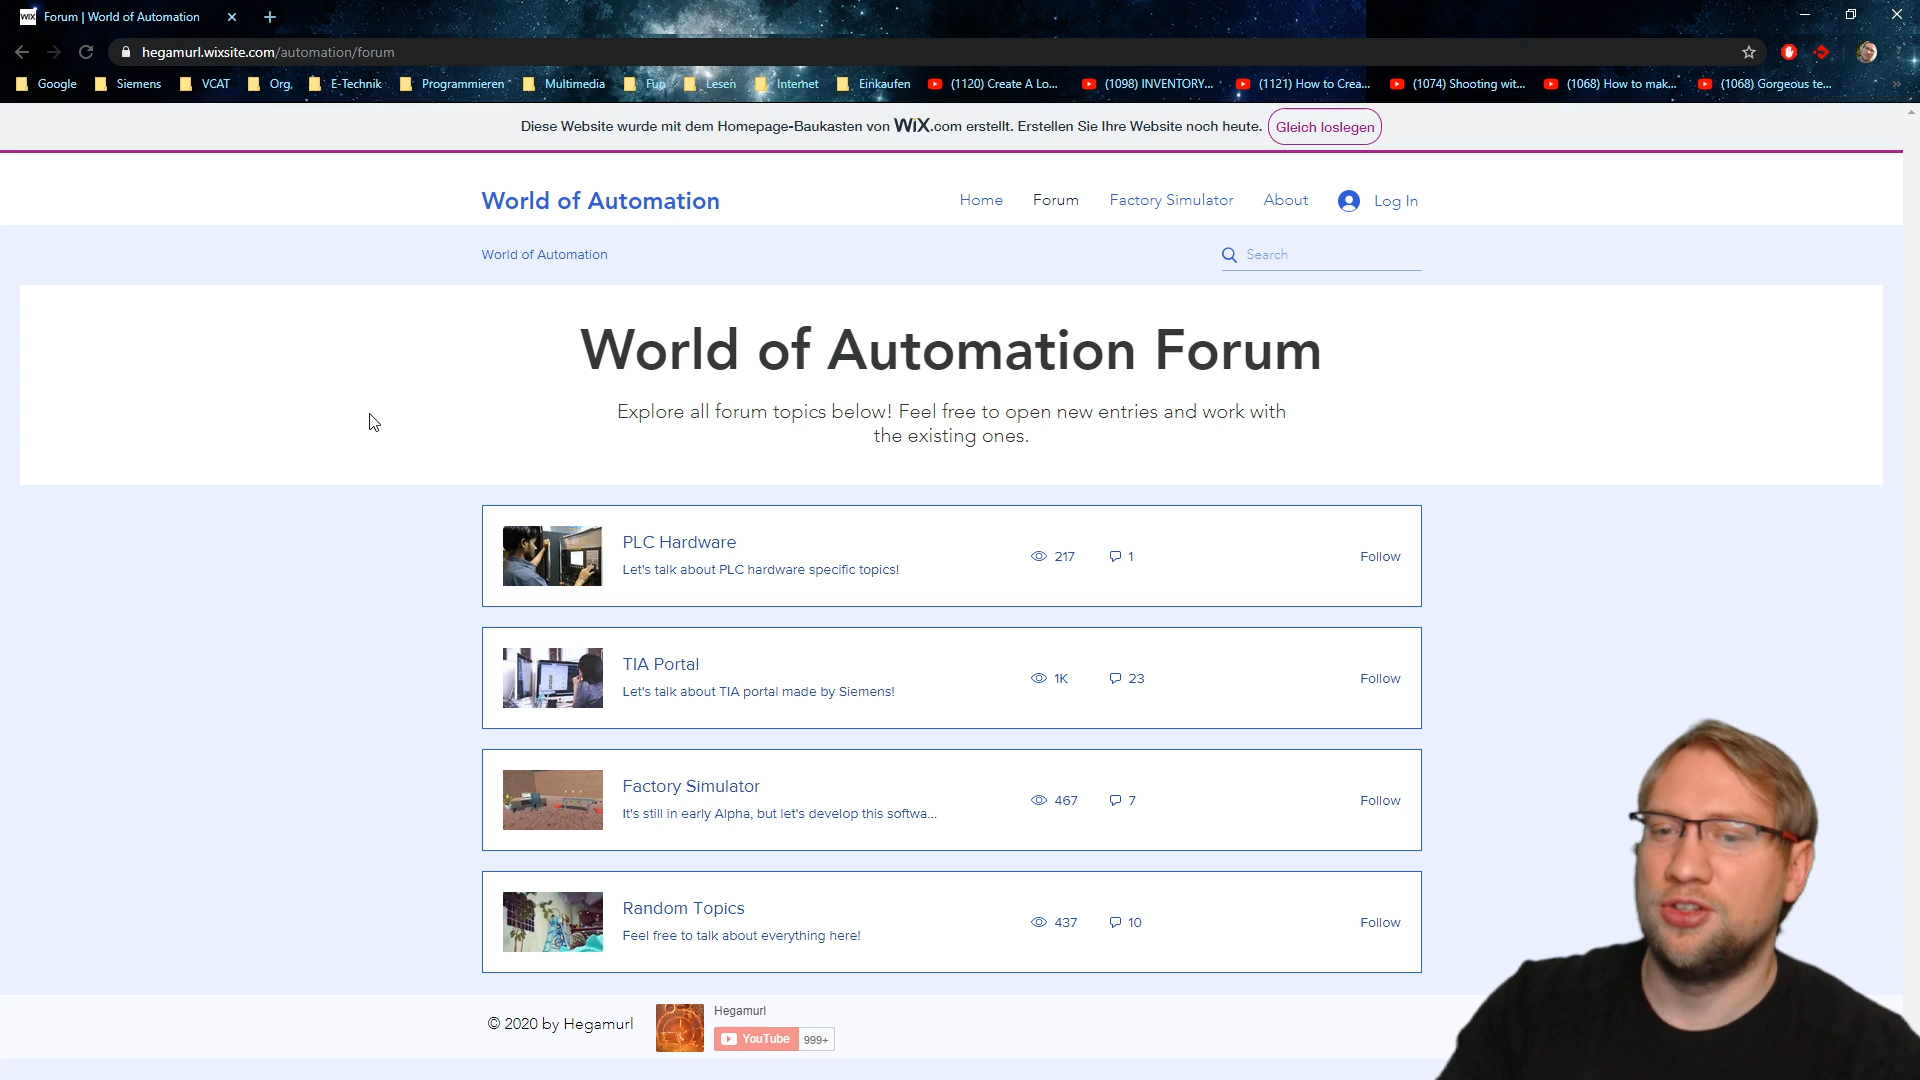 WiX Forum | World of Automation
hegamurl.wixsite.com/automation/forum
Google Siemens VCAT Org. E-Technik Programmieren Multimedia Fun Lesen Internet Einkaufen (1120) Create A Lo... (1098) INVENTORY... (1121) How to Crea... (1074) Shooting wit... (1068) How to mak... (1068) Gorgeous te...
Diese Website wurde mit dem Homepage-Baukasten von WiX.com erstellt. Erstellen Sie Ihre Website noch heute. Gleich loslegen
World of Automation Home Forum Factory Simulator About Log In
World of Automation Search
World of Automation Forum
Explore all forum topics below! Feel free to open new entries and work with
the existing ones.
PLC Hardware
Let's talk about PLC hardware specific topics!
217 1 Follow
TIA Portal
Let's talk about TIA portal made by Siemens!
1K 23 Follow
Factory Simulator
It's still in early Alpha, but let's develop this softwa...
467 7 Follow
Random Topics
Feel free to talk about everything here!
437 10 Follow
© 2020 by Hegamurl
Hegamurl
YouTube 999+